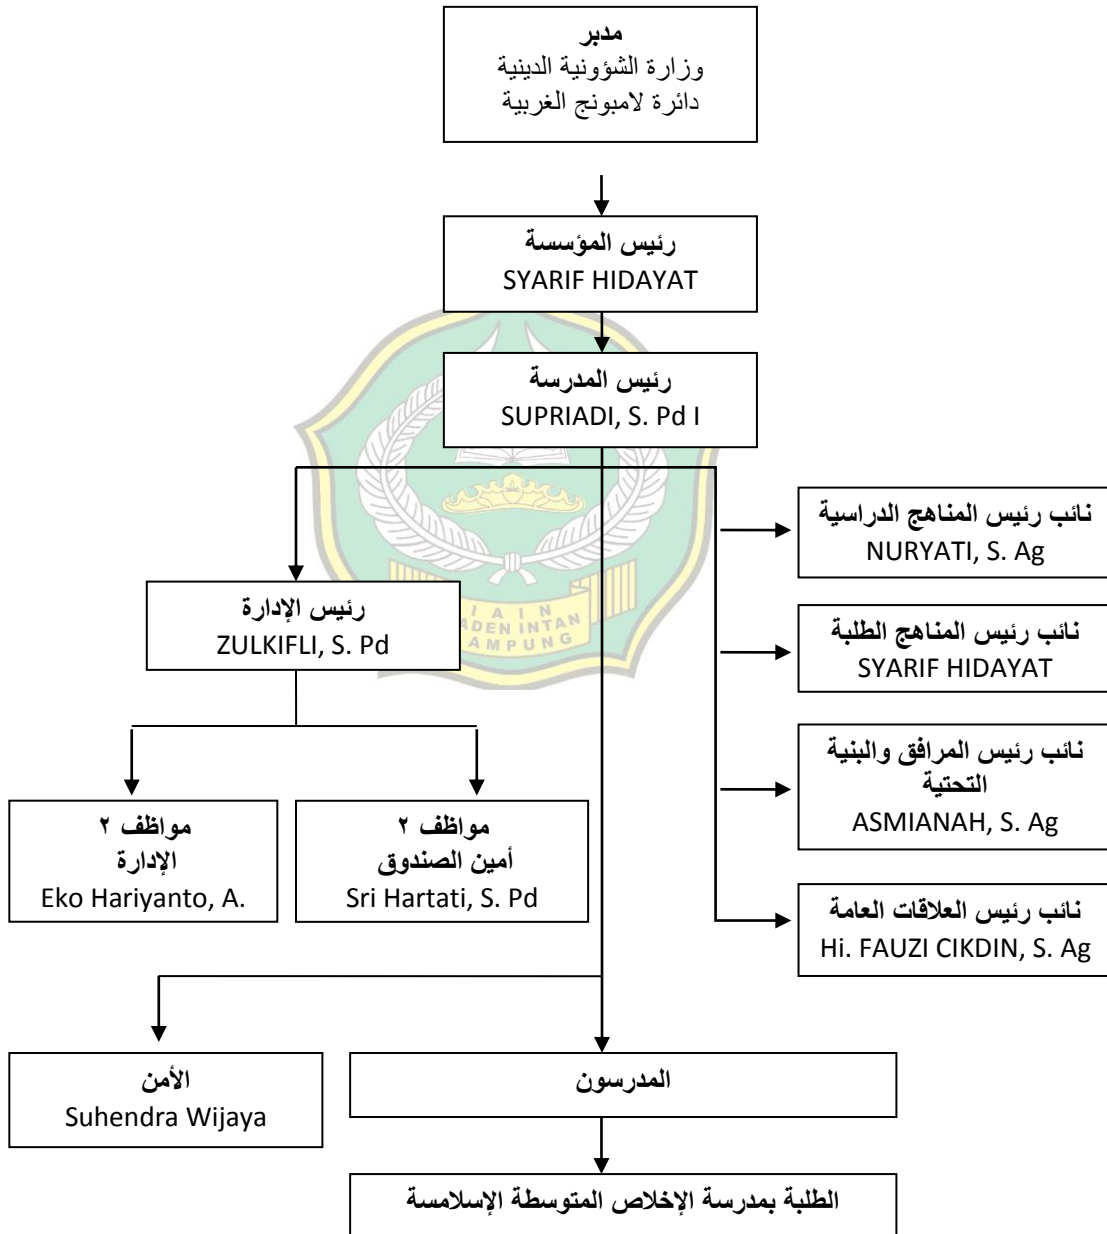 مدبر
وزارة الشؤونية الدينية
دائرة لامبونج الغربية
رئيس المؤسسة
SYARIF HIDAYAT
رئيس المدرسة
SUPRIADI, S. Pd I
نائب رئيس المناهج الدراسية
NURYATI, S. Ag
رئيس الإدارة
ZULKIFLI, S. Pd
نائب رئيس المناهج الطلبة
SYARIF HIDAYAT
I A I N
ADEN INTAN
AMPUNG
نائب رئيس المرافق والبنية
التحتية
ASMIANAH, S. Ag
مواظف ٢
الإدارة
Eko Hariyanto, A.
مواظف ٢
أمين الصندوق
Sri Hartati, S. Pd
نائب رئيس العلاقات العامة
Hi. FAUZI CIKDIN, S. Ag
الأمن
Suhendra Wijaya
المدرسون
الطلبة بمدرسة الإخلاص المتوسطة الإسلامسة